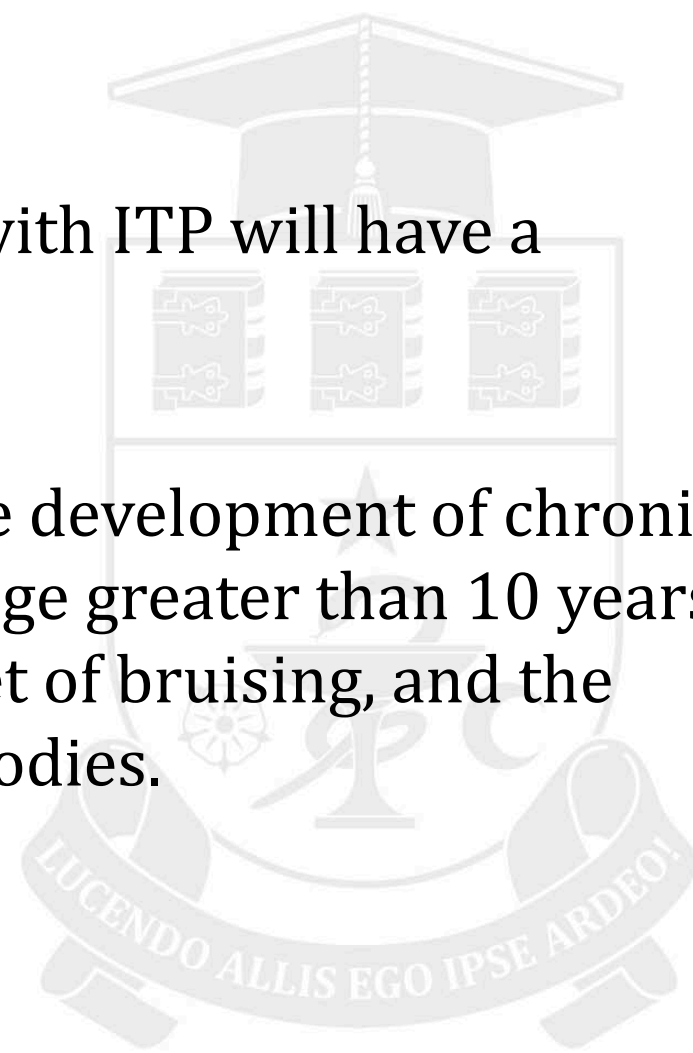 with ITP will have a
e development of chroni
ge greater than 10 years
et of bruising, and the
odies.
LUCENDO ALLIS EGO IPSE ARDEO!